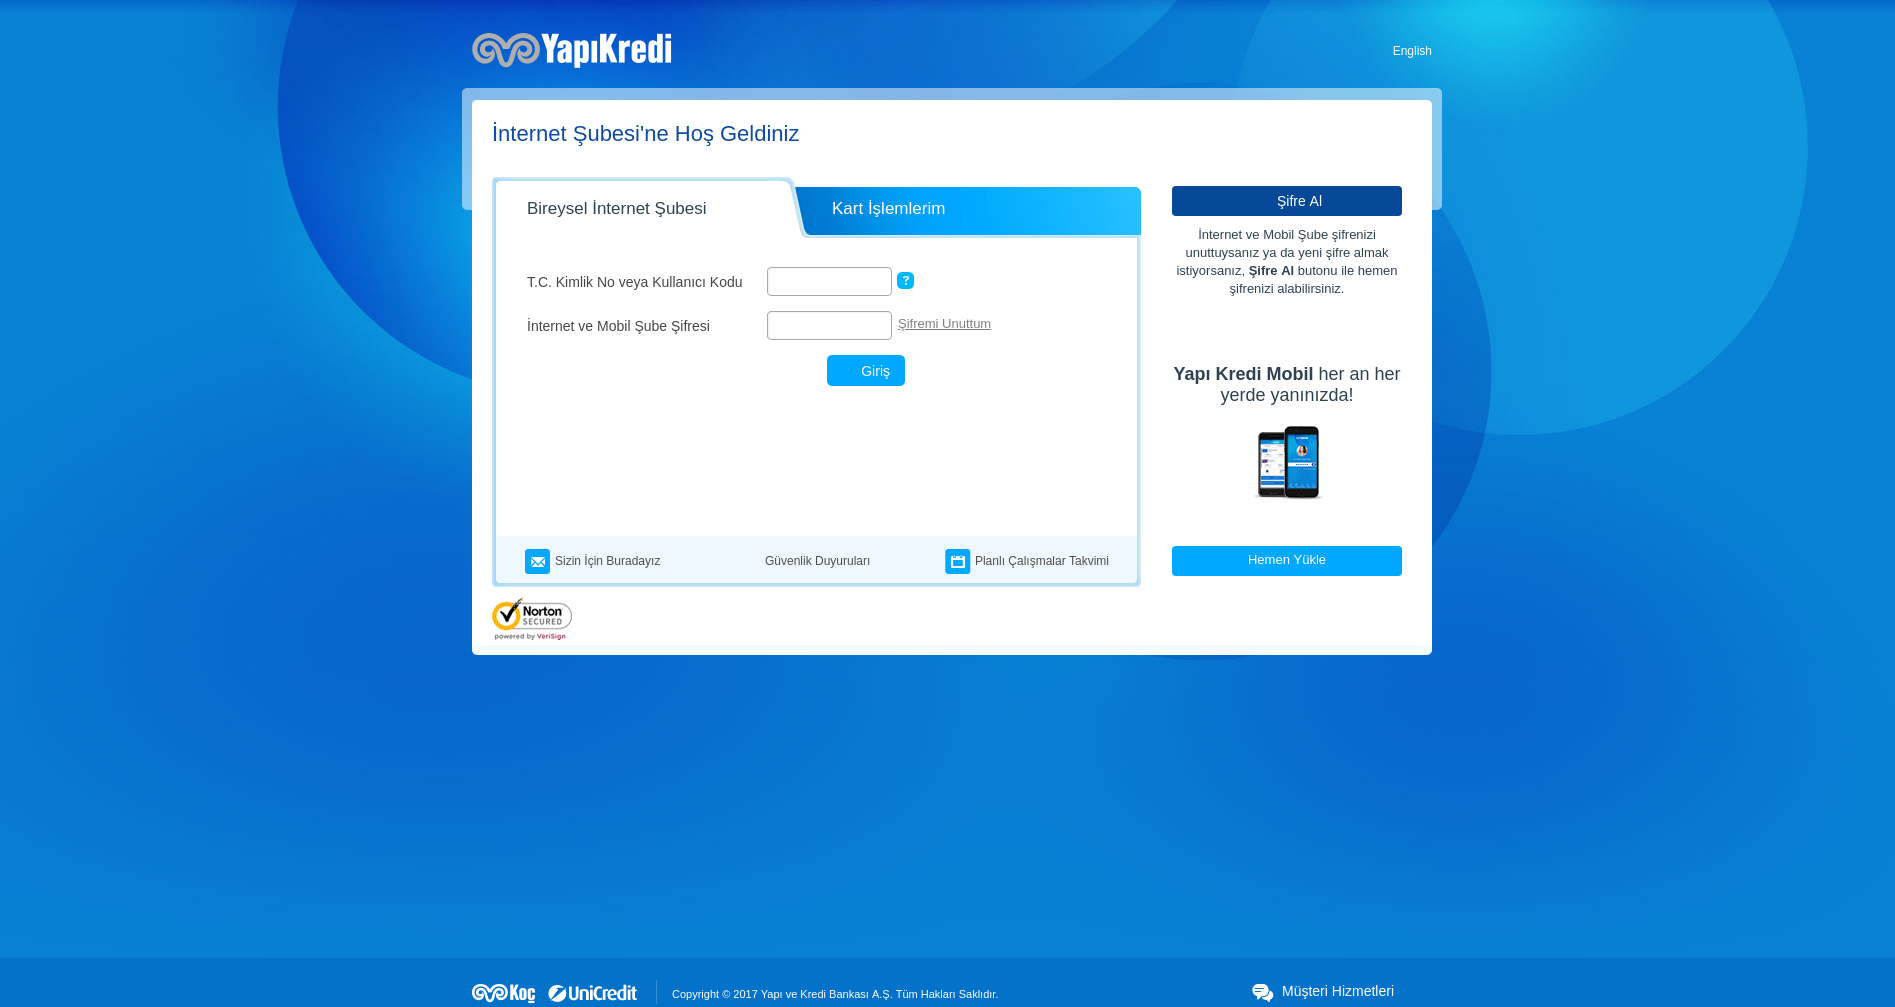 YapıKredi
English
İnternet Şubesi'ne Hoş Geldiniz
Bireysel İnternet Şubesi
Kart İşlemlerim
T.C. Kimlik No veya Kullanıcı Kodu
?
İnternet ve Mobil Şube Şifresi
Şifremi Unuttum
Giriş
Sizin İçin Buradayız
Güvenlik Duyuruları
Planlı Çalışmalar Takvimi
Norton
SECURED
powered by VeriSign
Şifre Al
İnternet ve Mobil Şube şifrenizi
unuttuysanız ya da yeni şifre almak
istiyorsanız, Şifre Al butonu ile hemen
şifrenizi alabilirsiniz.
Yapı Kredi Mobil her an her
yerde yanınızda!
Hemen Yükle
Koç
UniCredit
Copyright © 2017 Yapı ve Kredi Bankası A.Ş. Tüm Hakları Saklıdır.
Müşteri Hizmetleri